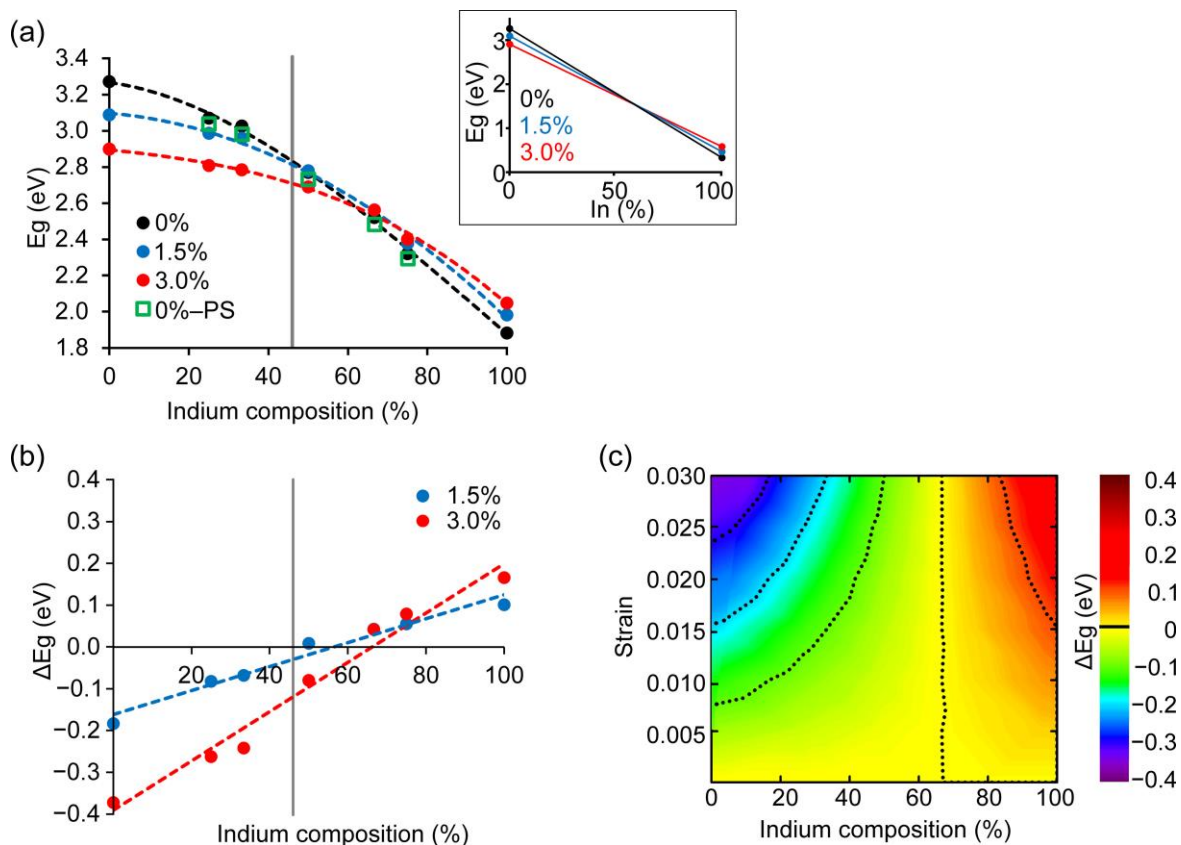 (a)
3.4
3.2
3.0
2.8
2.6
2.4
2.2
2.0
1.8
Eg (eV)
0%
1.5%
3.0%
0%–PS
0 20 40 60 80 100
Indium composition (%)
3
2
1
0
Eg (eV)
0%
1.5%
3.0%
0 50 100
In (%)
(b)
0.4
0.3
0.2
0.1
0.0
−0.1
−0.2
−0.3
−0.4
ΔEg (eV)
1.5%
3.0%
20 40 60 80 100
Indium composition (%)
(c)
0.030
0.025
0.020
0.015
0.010
0.005
Strain
0 20 40 60 80 100
Indium composition (%)
0.4
0.3
0.2
0.1
0
-0.1
-0.2
-0.3
-0.4
ΔEg (eV)